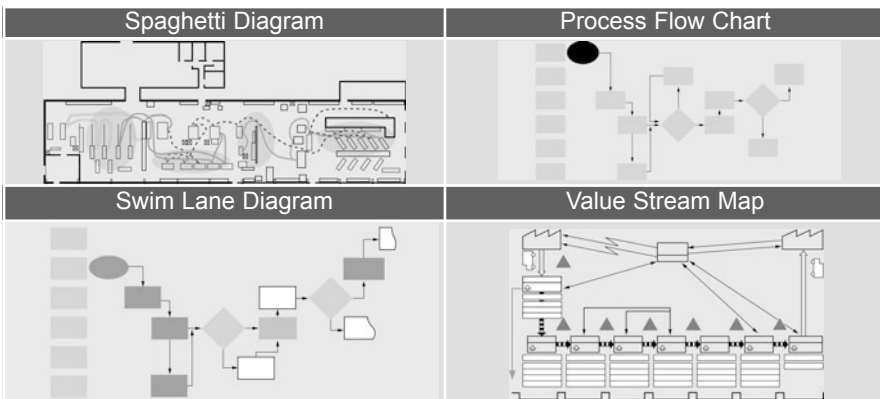 Spaghetti Diagram
Process Flow Chart
Swim Lane Diagram
Value Stream Map